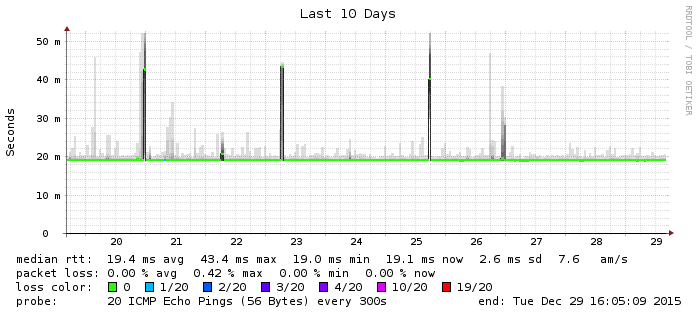 Last 10 Days
RRDTOOL / TOBI OETIKER
Seconds
50 m
40 m
30 m
20 m
10 m
0
20 21 22 23 24 25 26 27 28 29
median rtt: 19.4 ms avg 43.4 ms max 19.0 ms min 19.1 ms now 2.6 ms sd 7.6 am/s
packet loss: 0.00 % avg 0.42 % max 0.00 % min 0.00 % now
loss color: 0 1/20 2/20 3/20 4/20 10/20 19/20
probe: 20 ICMP Echo Pings (56 Bytes) every 300s end: Tue Dec 29 16:05:09 2015